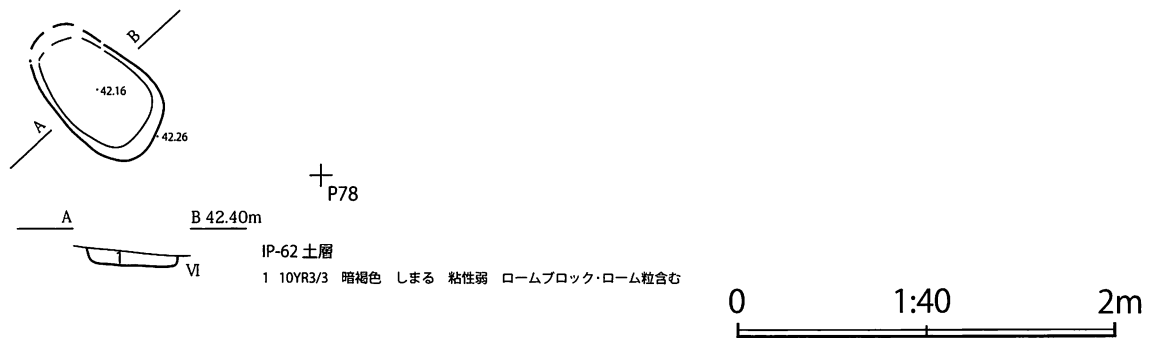 B
・42.16
A
・42.26
P78
A
B 42.40m
1
VI
IP-62 土層
1 10YR3/3 暗褐色 しまる 粘性弱 ロームブロック・ローム粒含む
0 1:40 2m